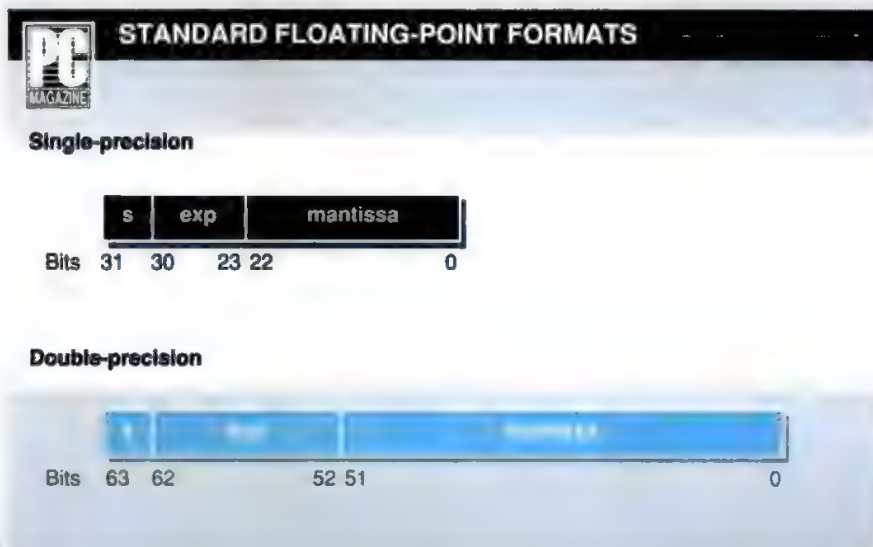 STANDARD FLOATING-POINT FORMATS
PC
MAGAZINE
Single-precision
s exp mantissa
Bits 31 30 23 22 0
Double-precision
Bits 63 62 52 51 0